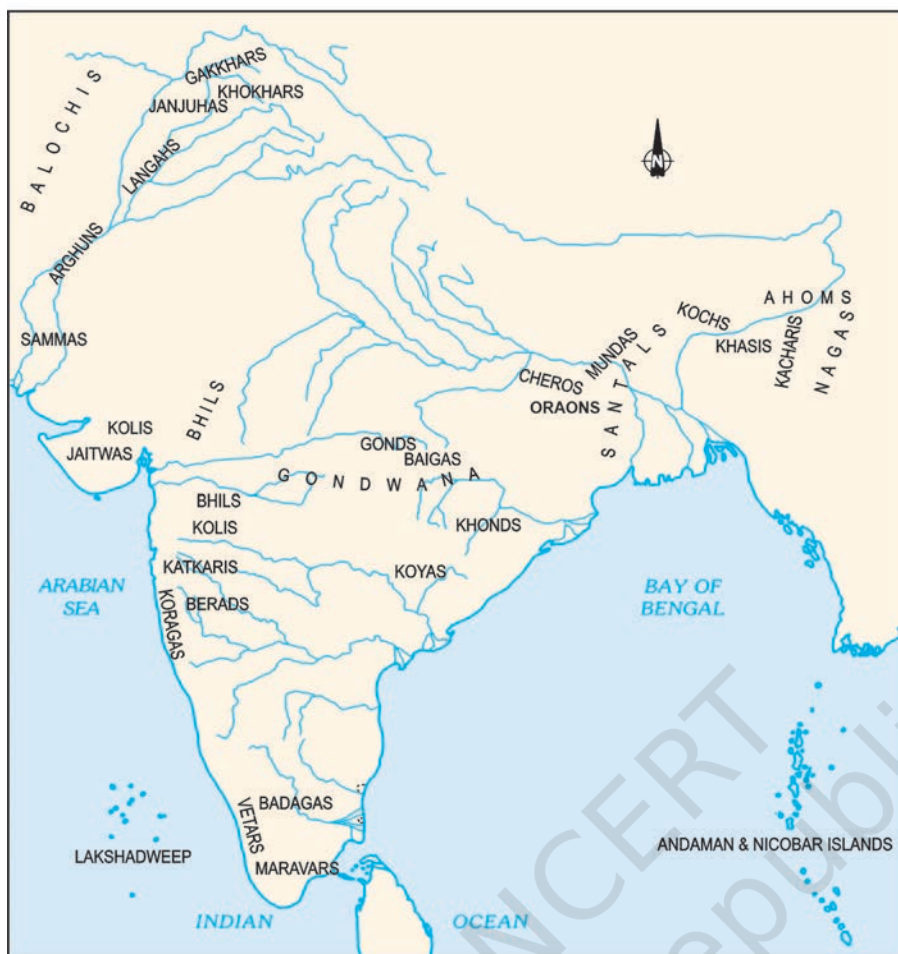 GAKKHARS
KHOKHARS
JANJUHAS
BALOCHIS
LANGAHS
ARGHUNS
SAMMAS
N
AHOMS
KOCHS
KHASIS
KACHARIS
NAGAS
MUNDAS
CHEROS
SANTALS
ORAONS
KOLIS
JAITWAS
BHILS
GONDS
BAIGAS
GONDWANA
BHILS
KOLIS
KHONDS
KATKARIS
KOYAS
BERADS
KORAGAS
ARABIAN
SEA
BAY OF
BENGAL
BADAGAS
VETARS
MARAVARS
LAKSHADWEEP
ANDAMAN & NICOBAR ISLANDS
INDIAN OCEAN
NCERT
republi